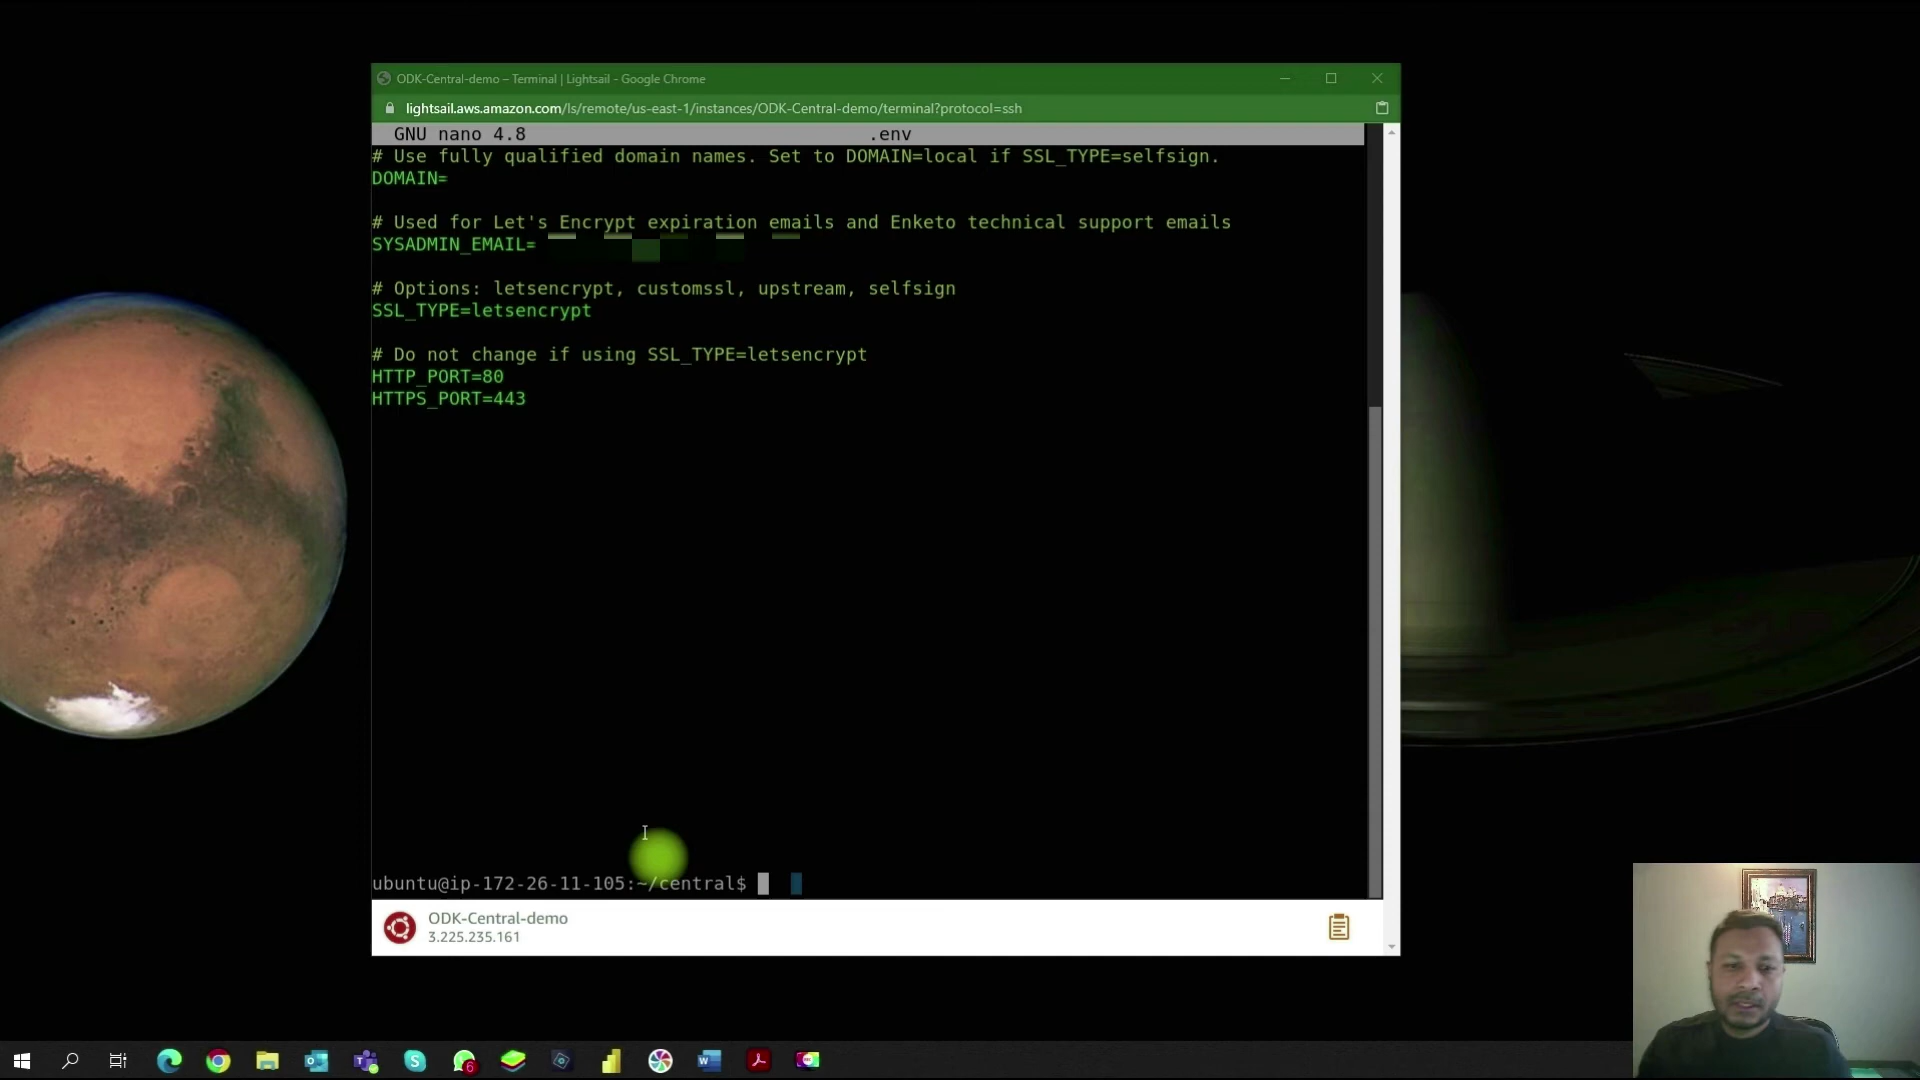 ODK-Central-demo – Terminal | Lightsail - Google Chrome
lightsail.aws.amazon.com/ls/remote/us-east-1/instances/ODK-Central-demo/terminal?protocol=ssh
GNU nano 4.8 .env
# Use fully qualified domain names. Set to DOMAIN=local if SSL_TYPE=selfsign.
DOMAIN=
# Used for Let's Encrypt expiration emails and Enketo technical support emails
SYSADMIN_EMAIL=
# Options: letsencrypt, customssl, upstream, selfsign
SSL_TYPE=letsencrypt
# Do not change if using SSL_TYPE=letsencrypt
HTTP_PORT=80
HTTPS_PORT=443
ubuntu@ip-172-26-11-105:~/central$
ODK-Central-demo
3.225.235.161
6